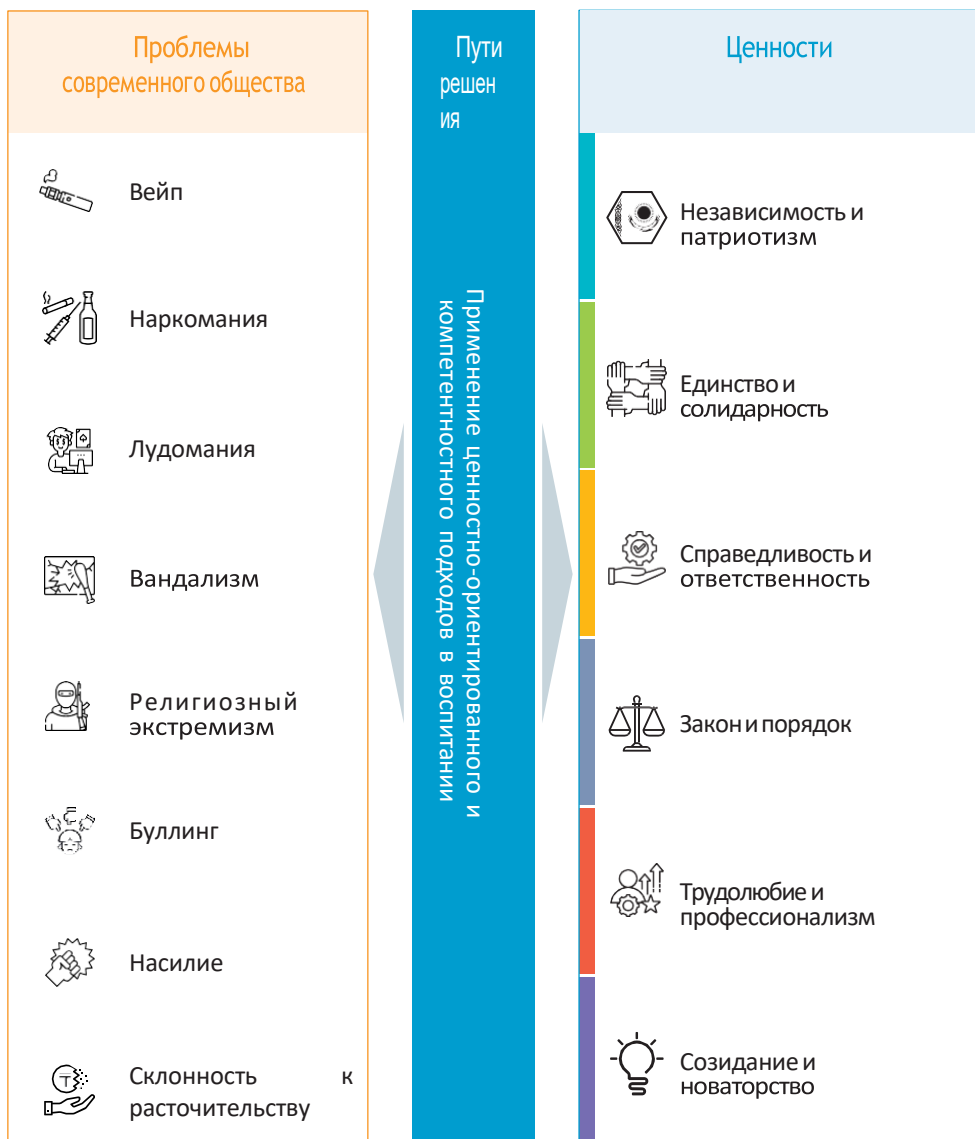 Проблемы
современного общества
Вейп
Наркомания
Лудомания
Вандализм
Религиозный
экстремизм
Буллинг
Насилие
Склонность к
расточительству
Пути
решен
ия
Применение ценностно-ориентированного и
компетентностного подходов в воспитании
Ценности
Независимость и
патриотизм
Единство и
солидарность
Справедливость и
ответственность
Закон и порядок
Трудолюбие и
профессионализм
Созидание и
новаторство